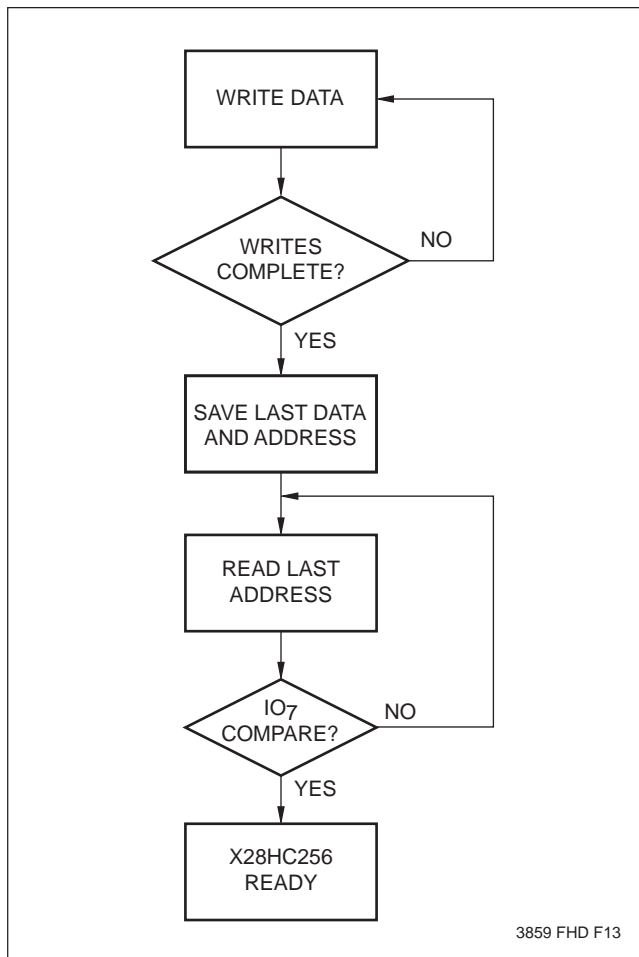 WRITE DATA
WRITES
COMPLETE?
NO
YES
SAVE LAST DATA
AND ADDRESS
READ LAST
ADDRESS
IO7
COMPARE?
NO
YES
X28HC256
READY
3859 FHD F13